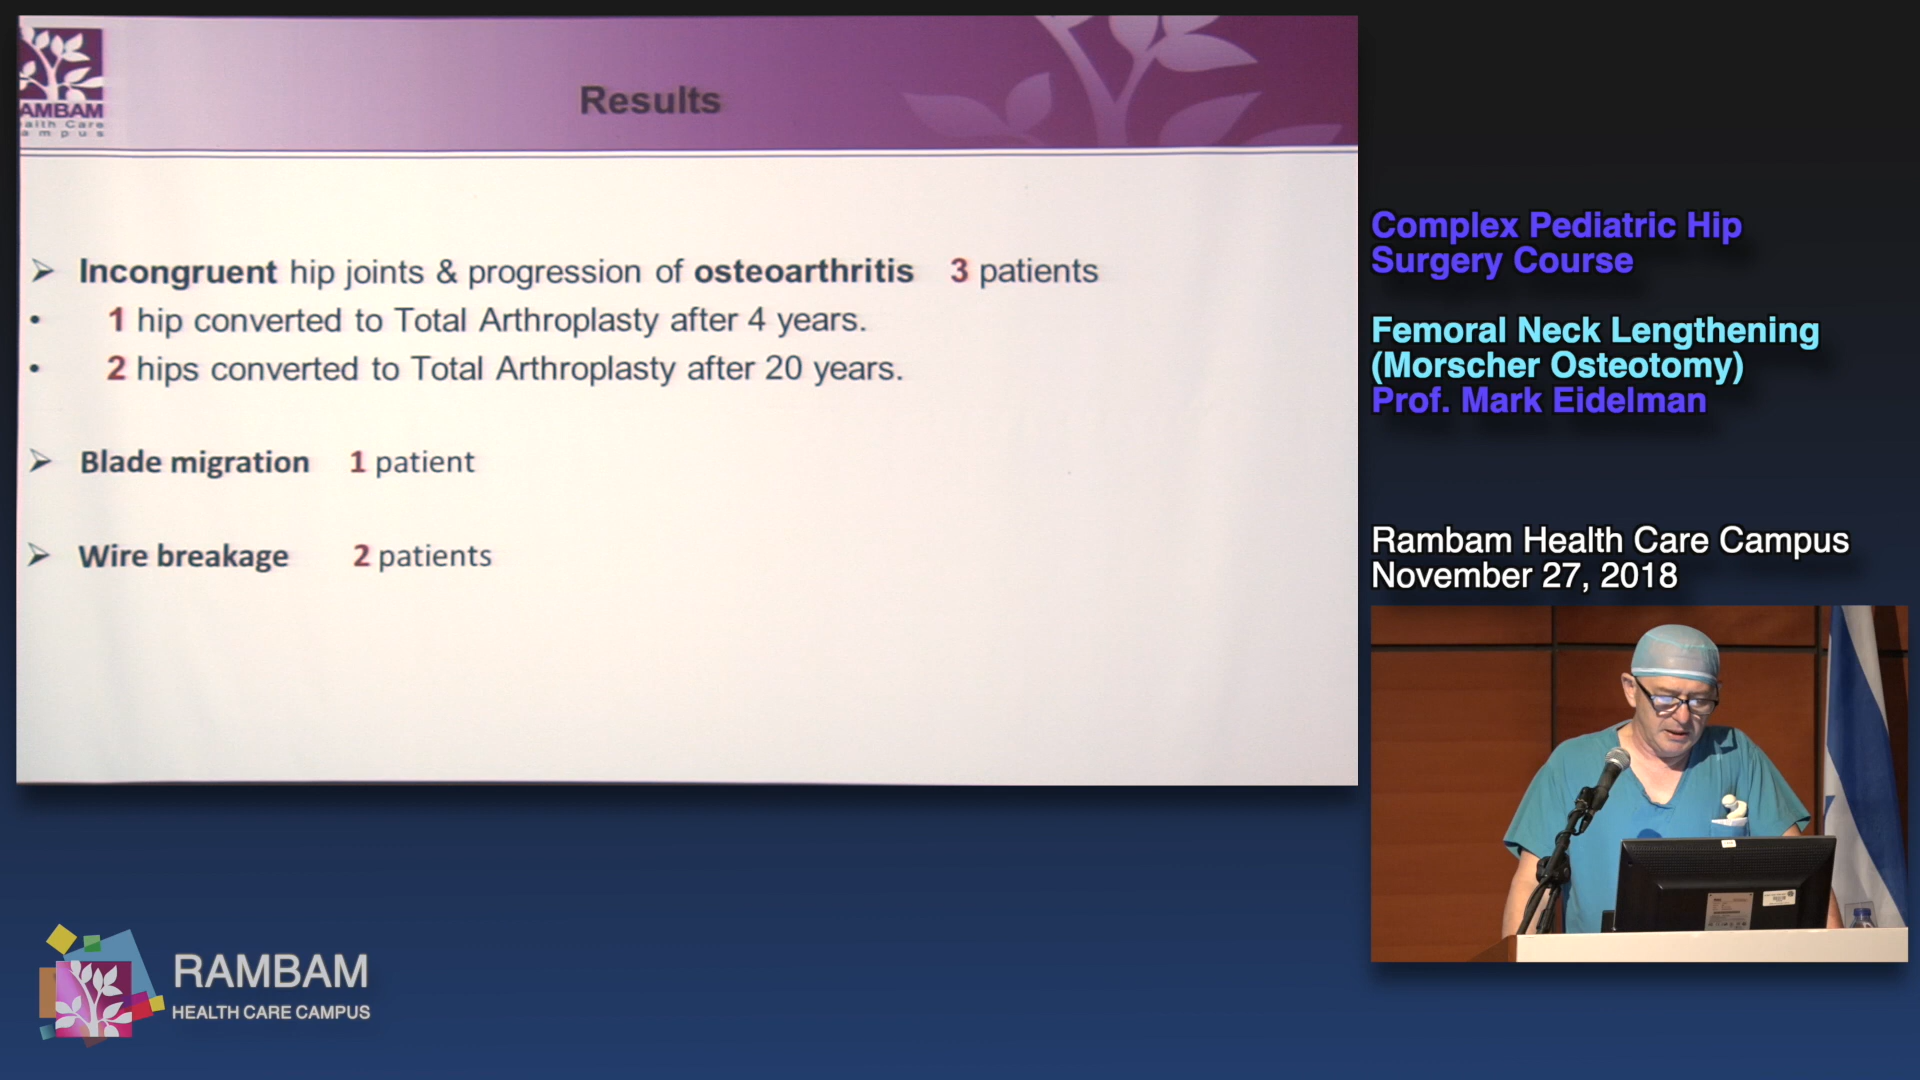 AMBAM
alth Care
ampus
Results
➢ Incongruent hip joints & progression of osteoarthritis 3 patients
• 1 hip converted to Total Arthroplasty after 4 years.
• 2 hips converted to Total Arthroplasty after 20 years.
➢ Blade migration 1 patient
➢ Wire breakage 2 patients
Complex Pediatric Hip
Surgery Course
Femoral Neck Lengthening
(Morscher Osteotomy)
Prof. Mark Eidelman
Rambam Health Care Campus
November 27, 2018
RAMBAM
HEALTH CARE CAMPUS